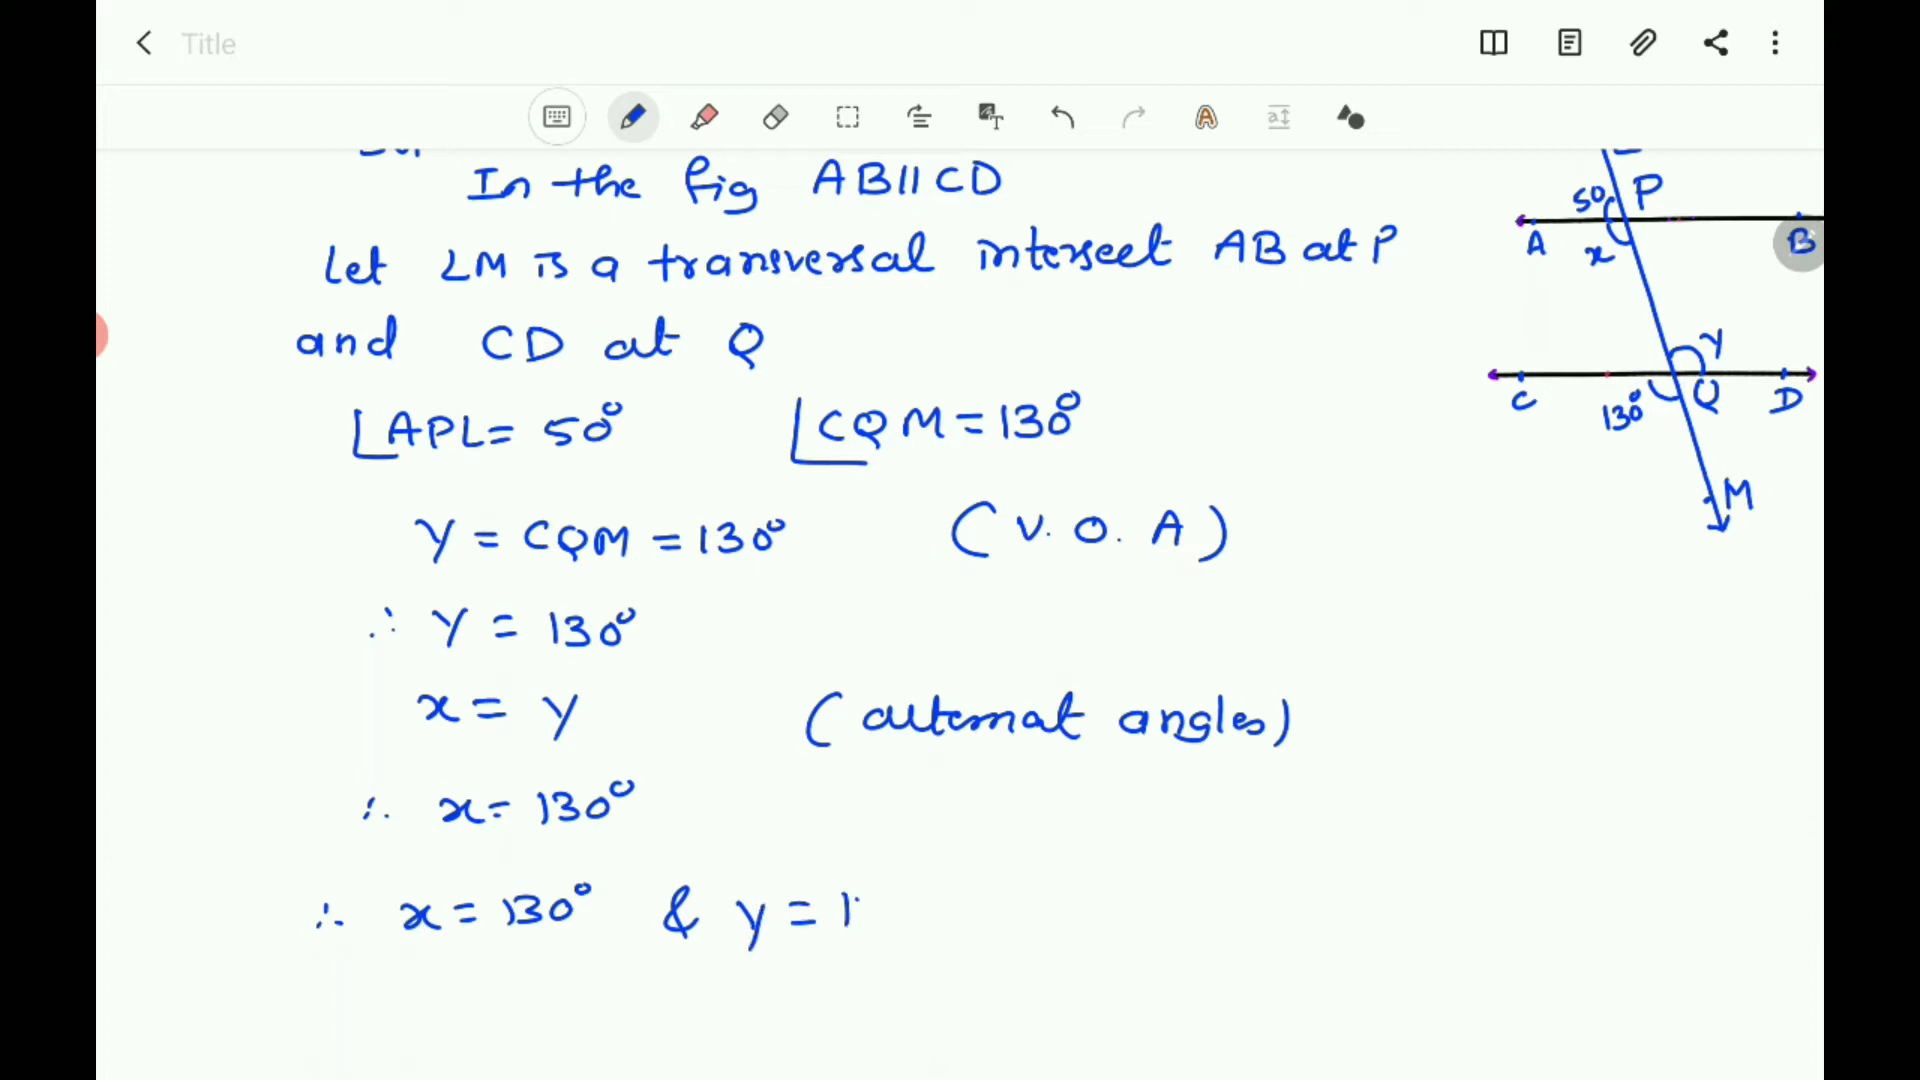 Title
In the fig AB॥CD
Let LM is a transversal interseet AB at P
and CD at Q
∠APL = 50° ∠CQM = 130°
Y = CQM = 130° (V.O.A)
∴ Y = 130°
x = y (alternat angles)
∴ x = 130°
∴ x = 130° & y = 1
50° P
A x B
Y
C 130° Q D
M